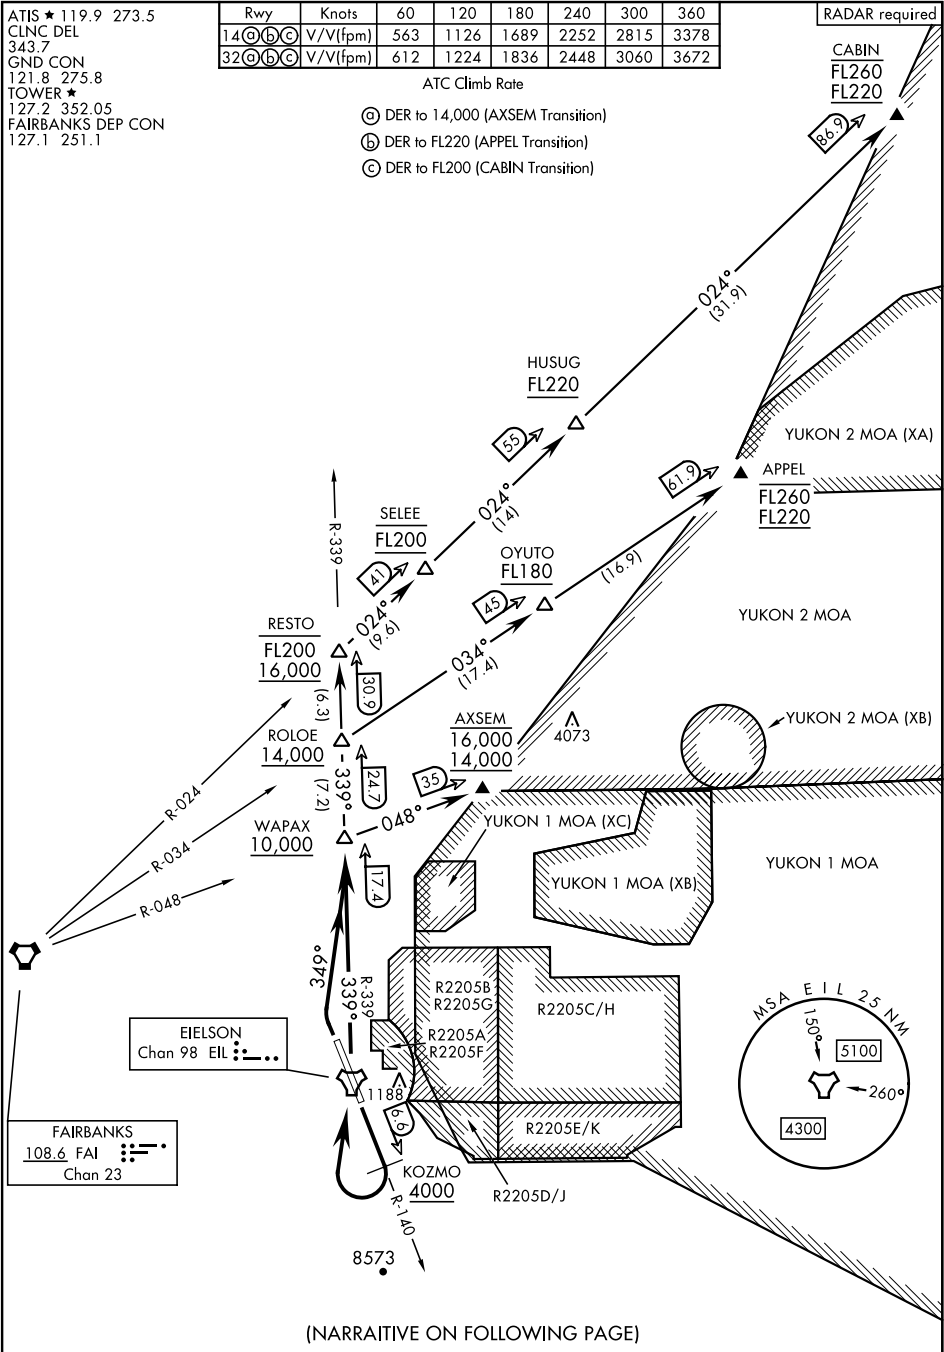 ATIS ★ 119.9 273.5
CLNC DEL
343.7
GND CON
121.8 275.8
TOWER ★
127.2 352.05
FAIRBANKS DEP CON
127.1 251.1
Rwy Knots 60 120 180 240 300 360
14ⓐⓑⓒ V/V(fpm) 563 1126 1689 2252 2815 3378
32ⓐⓑⓒ V/V(fpm) 612 1224 1836 2448 3060 3672
ATC Climb Rate
ⓐ DER to 14,000 (AXSEM Transition)
ⓑ DER to FL220 (APPEL Transition)
ⓒ DER to FL200 (CABIN Transition)
RADAR required
CABIN
FL260
FL220
86.9
024°
(31.9)
HUSUG
FL220
55
YUKON 2 MOA (XA)
61.9
APPEL
FL260
FL220
024°
(14)
R-339
SELEE
FL200
41
OYUTO
FL180
(16.9)
45
YUKON 2 MOA
024°
(9.6)
RESTO
FL200
16,000
034°
(17.4)
30.9
(6.3)
AXSEM
16,000
14,000
4073
YUKON 2 MOA (XB)
ROLOE
14,000
24.7
35
339°
(7.2)
R-024
048°
WAPAX
10,000
YUKON 1 MOA (XC)
R-034
17.4
YUKON 1 MOA (XB)
YUKON 1 MOA
R-048
349°
339°
R-339
R2205B
R2205G
R2205C/H
R2205A
R2205F
MSA EIL 25 NM
150°
5100
260°
4300
EIELSON
Chan 98 EIL
1188
6.6
R2205E/K
FAIRBANKS
108.6 FAI
Chan 23
KOZMO
4000
R2205D/J
R-140
8573
(NARRAITIVE ON FOLLOWING PAGE)